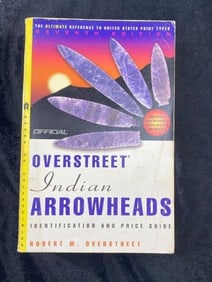 THE ULTIMATE REFERENCE TO UNITED STATES POINT TYPES
SEVENTH EDITION
OFFICIAL
OVERSTREET
Indian
ARROWHEADS
IDENTIFICATION AND PRICE GUIDE
ROBERT M. OVERSTREET